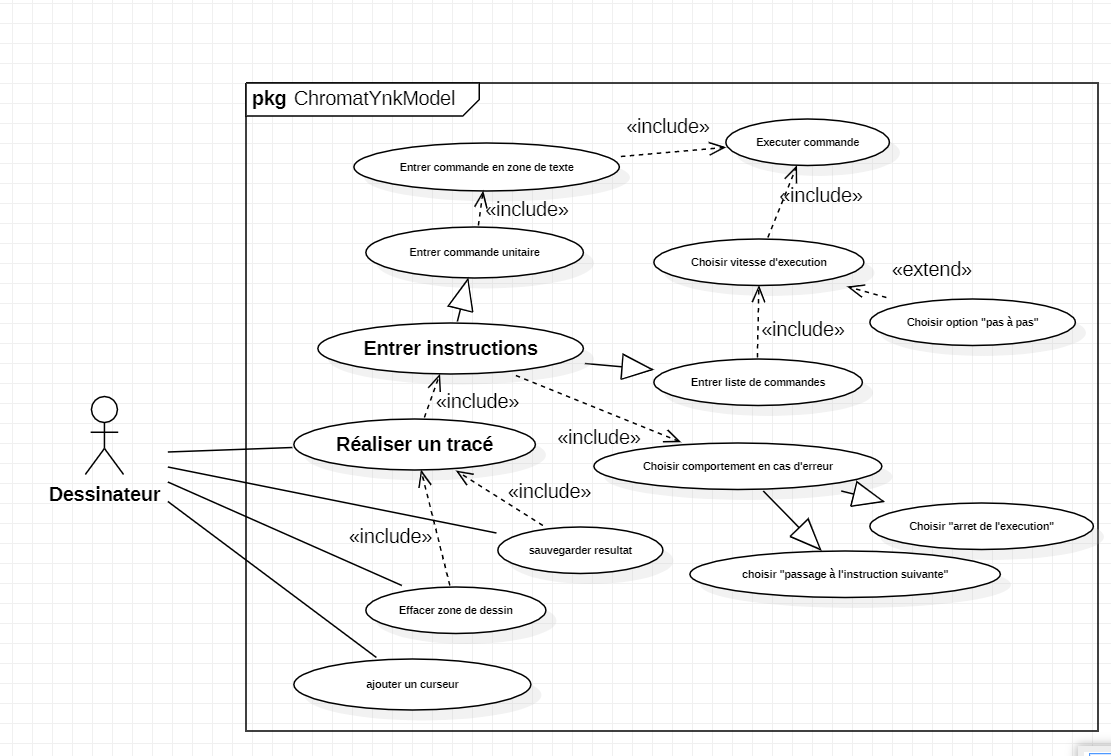 pkg ChromatYnkModel
«include»
Executer commande
Entrer commande en zone de texte
«include»
«include»
Entrer commande unitaire
Choisir vitesse d'execution
«extend»
Choisir option "pas à pas"
«include»
Entrer instructions
Entrer liste de commandes
«include»
Réaliser un tracé
«include»
Choisir comportement en cas d'erreur
Dessinateur
«include»
Choisir "arret de l'execution"
«include»
sauvegarder resultat
choisir "passage à l'instruction suivante"
Effacer zone de dessin
ajouter un curseur